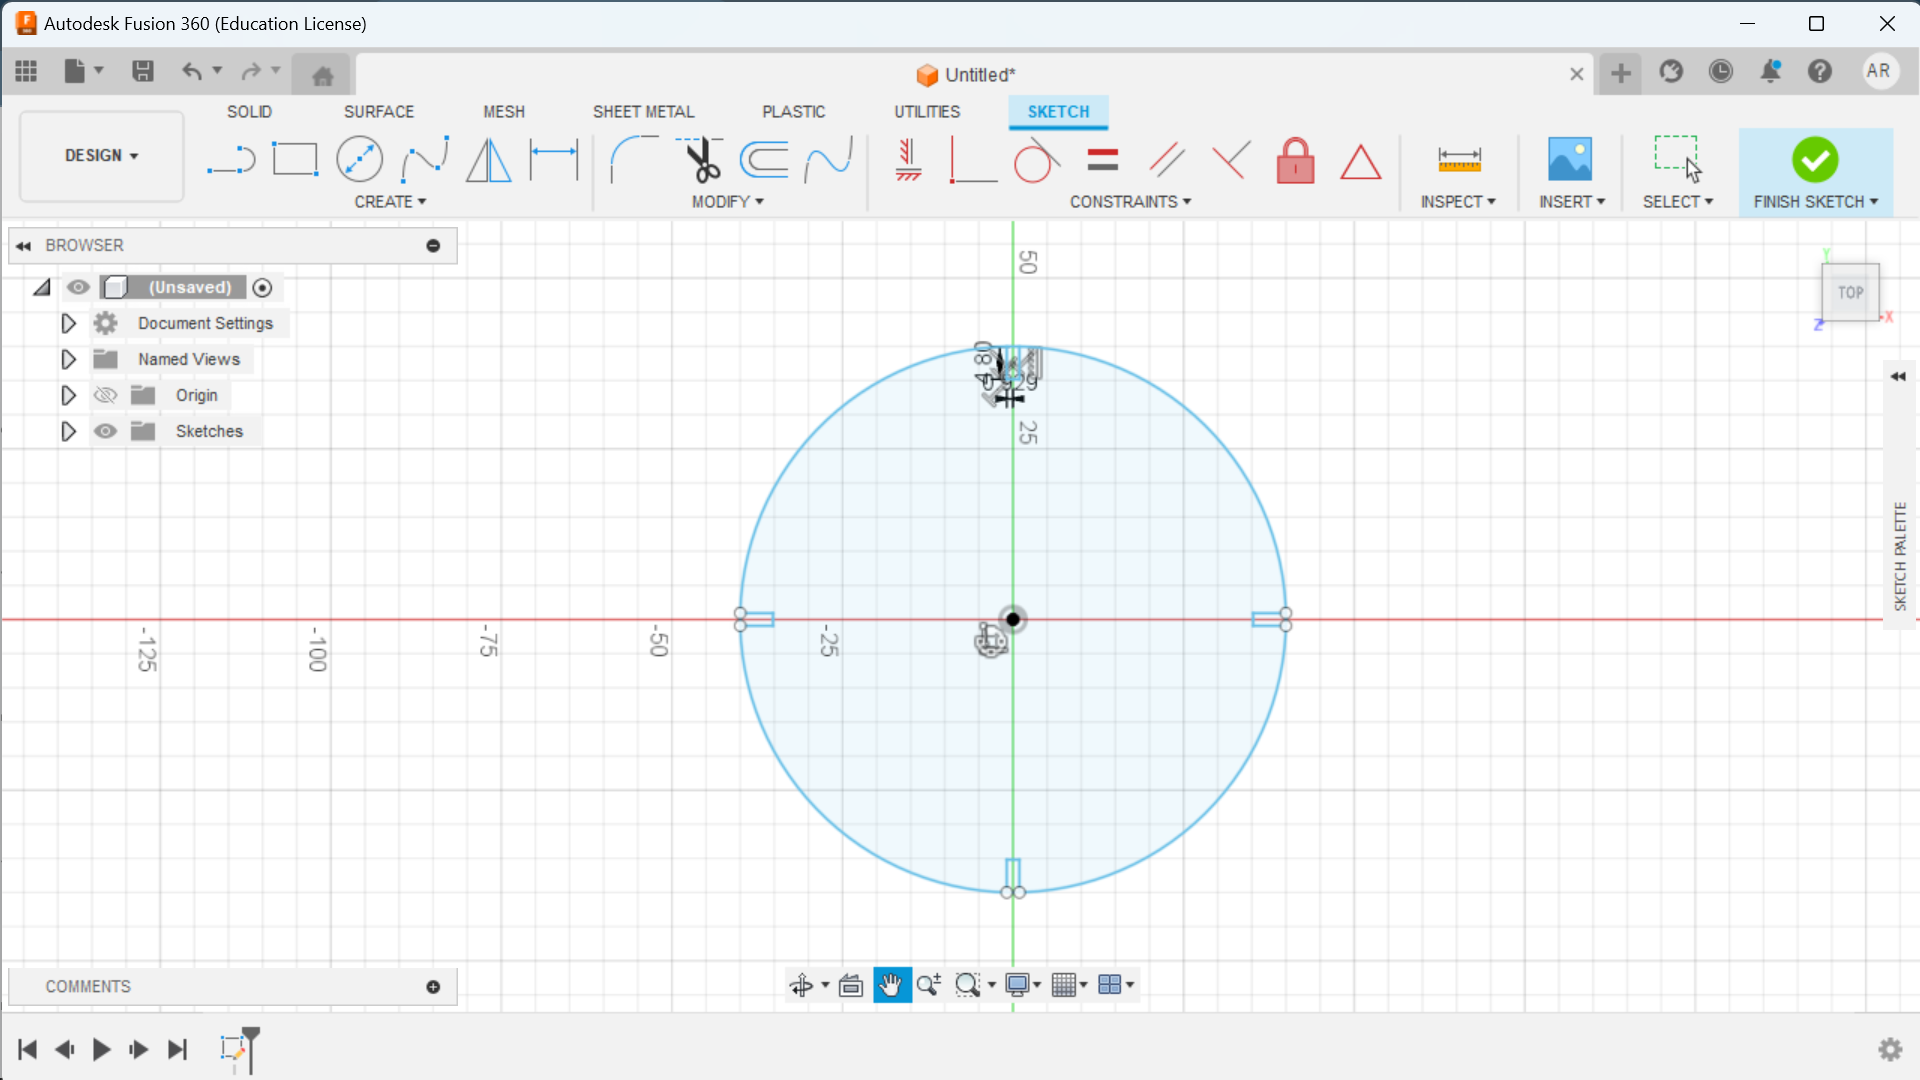 Autodesk Fusion 360 (Education License)
Untitled*
AR
DESIGN
SOLID
SURFACE
MESH
SHEET METAL
PLASTIC
UTILITIES
SKETCH
CREATE
MODIFY
CONSTRAINTS
INSPECT
INSERT
SELECT
FINISH SKETCH
BROWSER
(Unsaved)
Document Settings
Named Views
Origin
Sketches
50
25
-125
-100
-75
-50
-25
4.80
Y
TOP
Z
X
SKETCH PALETTE
COMMENTS